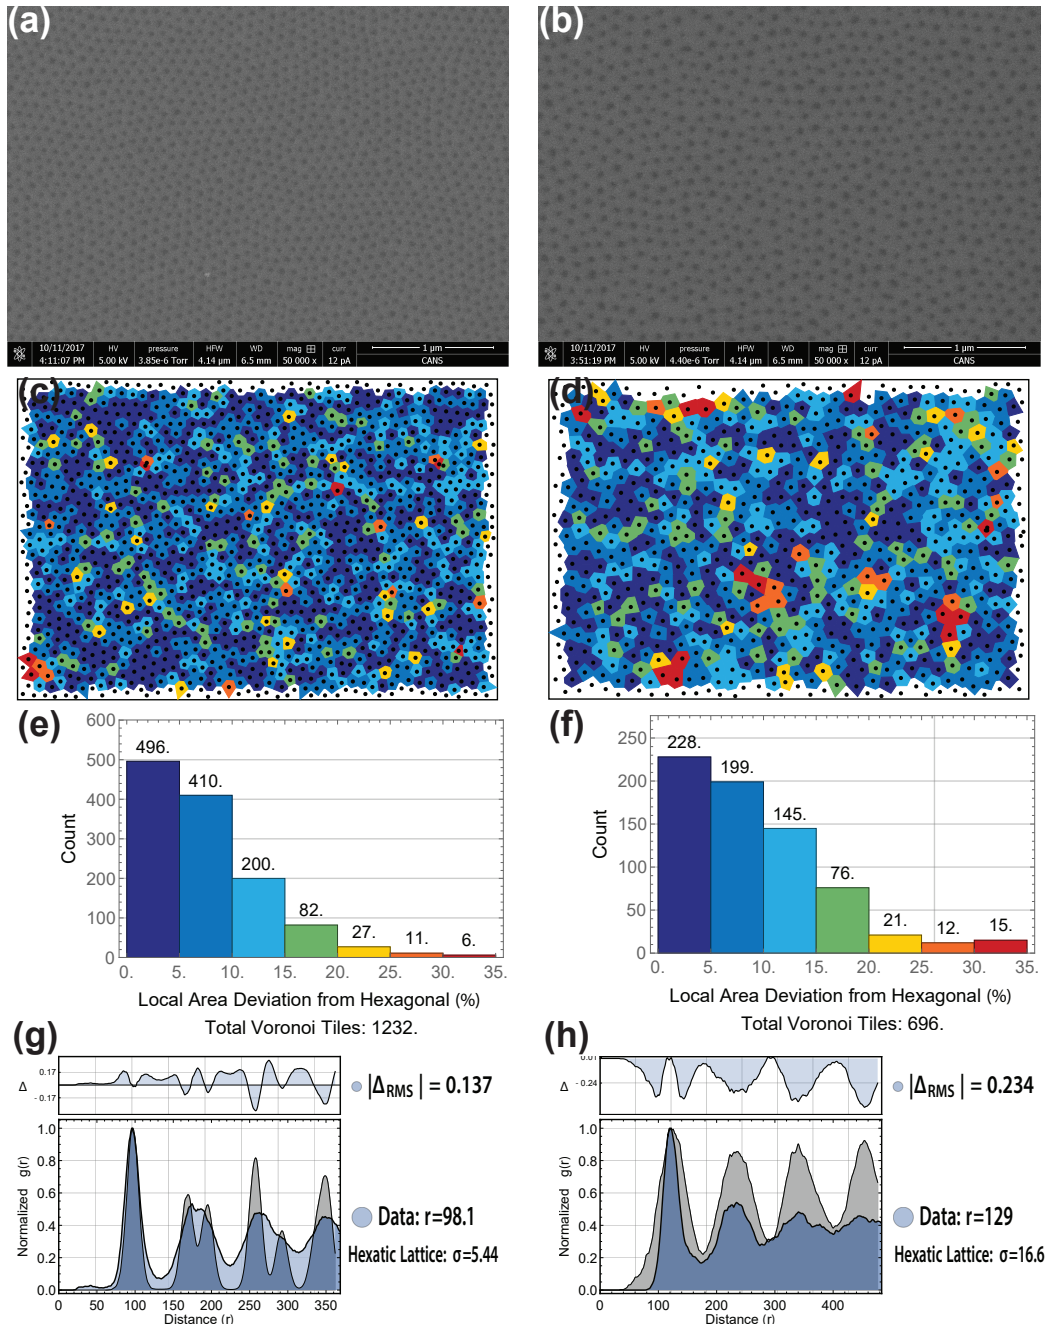 (a)
(b)
10/11/2017 4:11:07 PM HV 5.00 kV pressure 3.85e-6 Torr HFW 4.14 µm WD 6.5 mm mag 50 000 x curr 12 pA 1 µm CANS
10/11/2017 3:51:19 PM HV 5.00 kV pressure 4.40e-6 Torr HFW 4.14 µm WD 6.5 mm mag 50 000 x curr 12 pA 1 µm CANS
(c)
(d)
(e)
600
500
400
300
200
100
0
Count
496.
410.
200.
82.
27.
11.
6.
0. 5. 10. 15. 20. 25. 30. 35.
Local Area Deviation from Hexagonal (%)
Total Voronoi Tiles: 1232.
(f)
250
200
150
100
50
0
Count
228.
199.
145.
76.
21.
12.
15.
0. 5. 10. 15. 20. 25. 30. 35.
Local Area Deviation from Hexagonal (%)
Total Voronoi Tiles: 696.
(g)
0.17
-0.17
Δ
|ΔRMS| = 0.137
1.0
0.8
0.6
0.4
0.2
0.0
Normalized g(r)
Data: r=98.1
Hexatic Lattice: σ=5.44
0 50 100 150 200 250 300 350
Distance (r)
(h)
0.01
-0.24
Δ
|ΔRMS| = 0.234
1.0
0.8
0.6
0.4
0.2
0.0
Normalized g(r)
Data: r=129
Hexatic Lattice: σ=16.6
0 100 200 300 400
Distance (r)